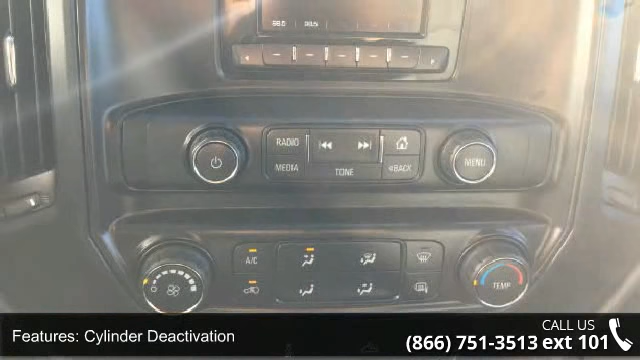 RADIO
MEDIA
TONE
BACK
MENU
A/C
TEMP
Features: Cylinder Deactivation
CALL US
(866) 751-3513 ext 101